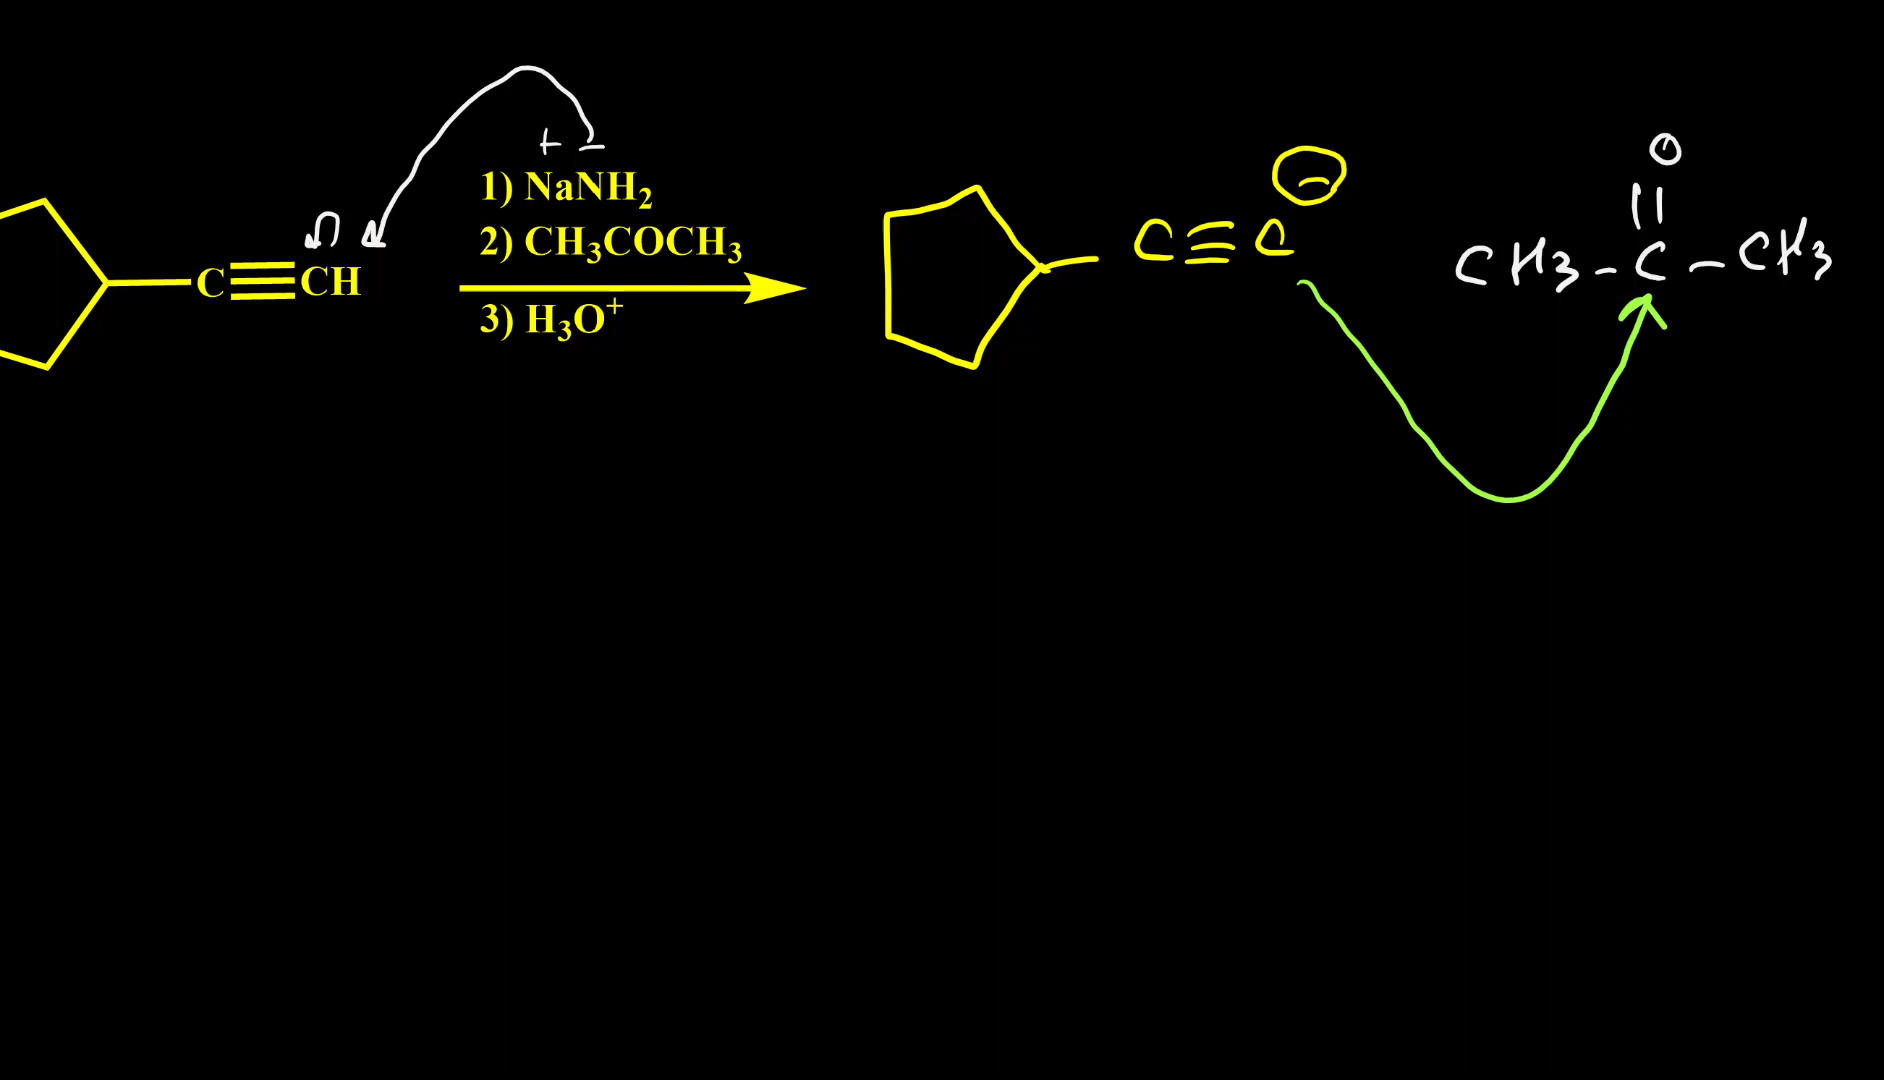 + −
1) NaNH₂
2) CH₃COCH₃
3) H₃O⁺
C≡CH
C≡C −
O
CH3-C-CH3